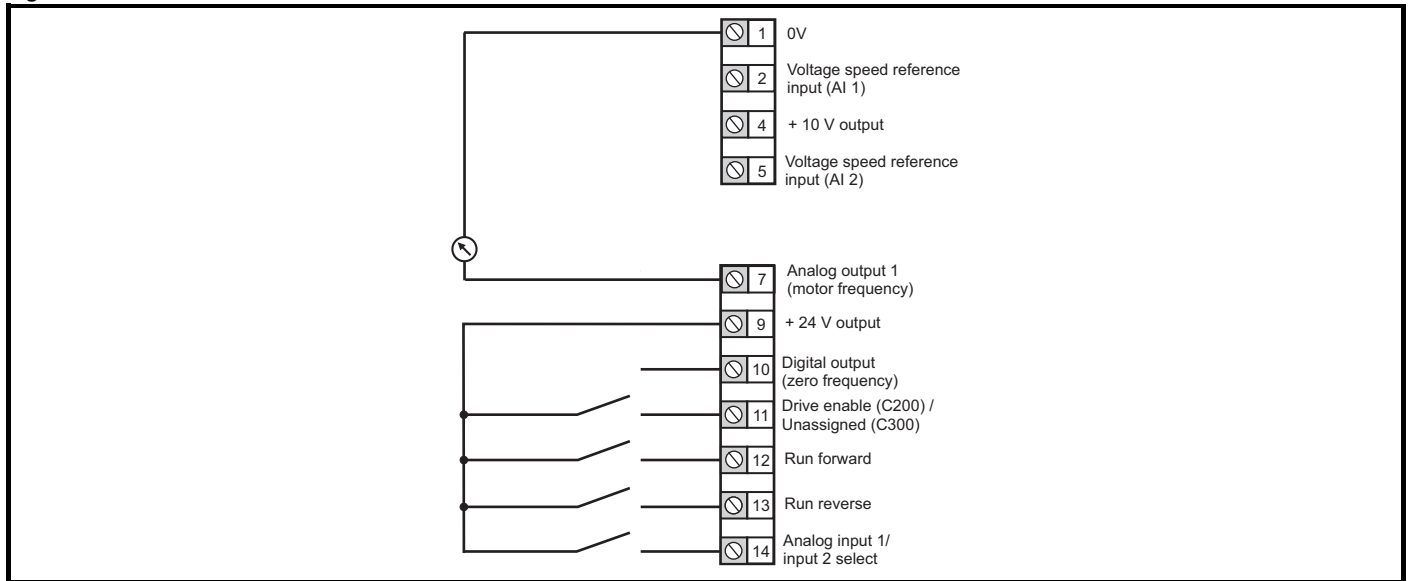 1 0V
2 Voltage speed reference
input (AI 1)
4 + 10 V output
5 Voltage speed reference
input (AI 2)
7 Analog output 1
(motor frequency)
9 + 24 V output
10 Digital output
(zero frequency)
11 Drive enable (C200) /
Unassigned (C300)
12 Run forward
13 Run reverse
14 Analog input 1/
input 2 select